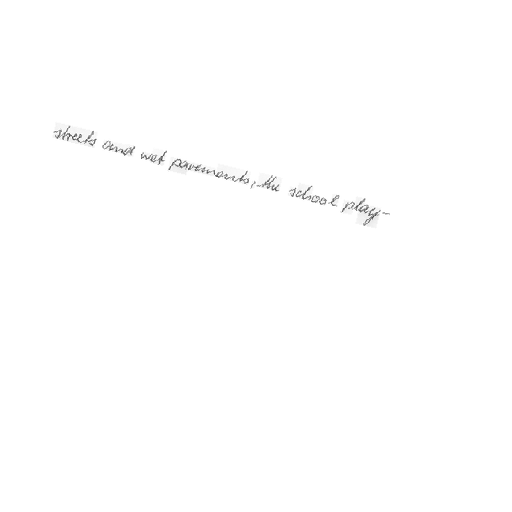 streets and wet pavements, the school play-